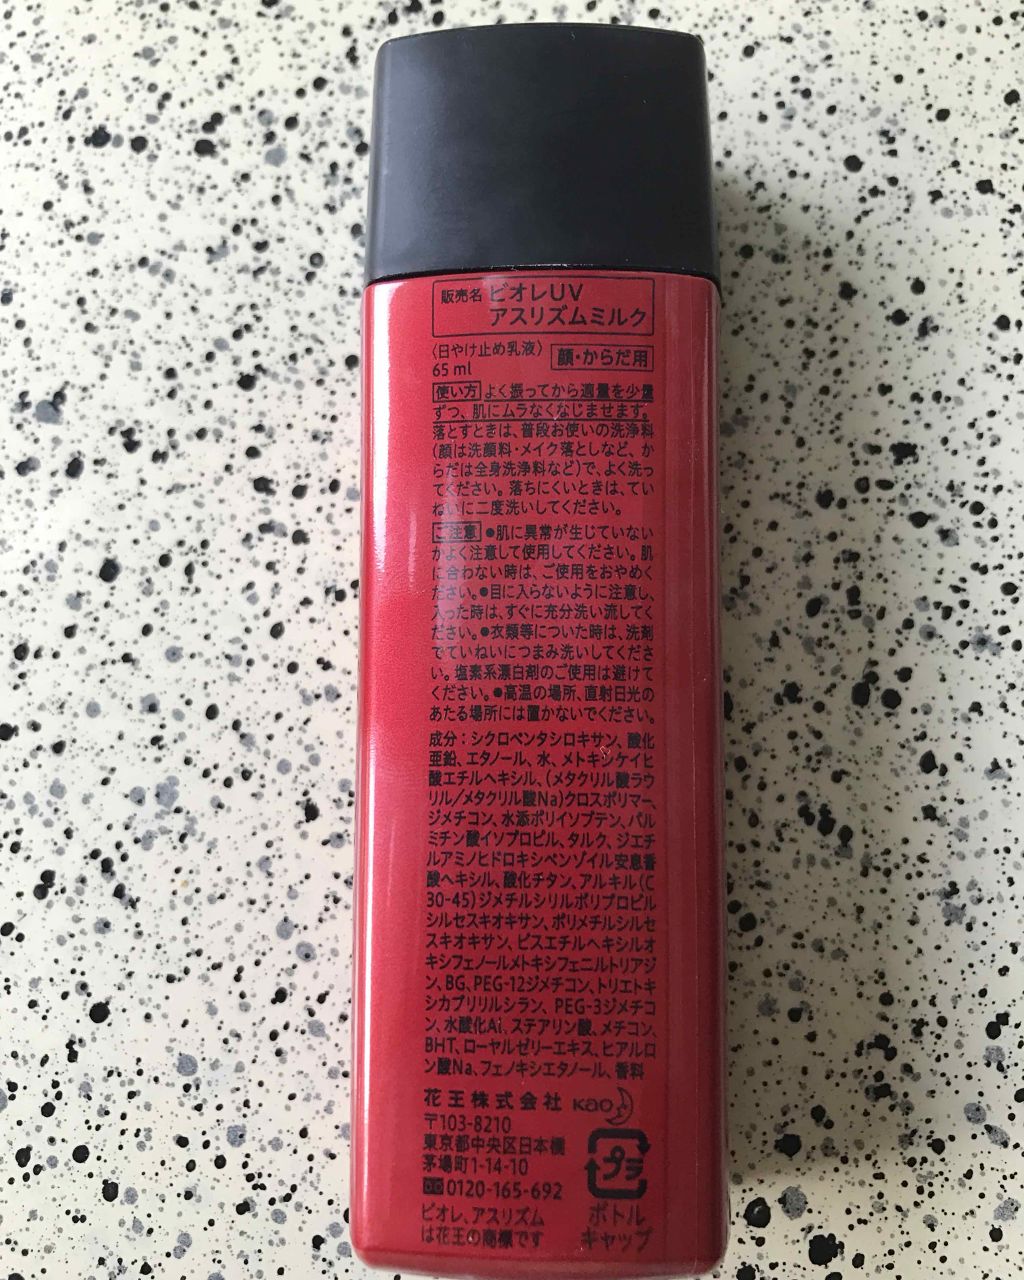 販売名 ビオレUV
アスリズムミルク
〈日やけ止め乳液〉 顔・からだ用
65 ml
使い方 よく振ってから適量を少量
ずつ、肌にムラなくなじませます。
落とすときは、普段お使いの洗浄料
(顔は洗顔料・メイク落としなど、か
らだは全身洗浄料など)で、よく洗っ
てください。落ちにくいときは、てい
ねいに二度洗いしてください。
ご注意 ●肌に異常が生じていない
かよく注意して使用してください。肌
に合わない時は、ご使用をおやめく
ださい。●目に入らないように注意し、
入った時は、すぐに充分洗い流してく
ださい。●衣類等についた時は、洗剤
でていねいにつまみ洗いしてくださ
い。塩素系漂白剤のご使用は避けて
ください。●高温の場所、直射日光の
あたる場所には置かないでください。
成分：シクロペンタシロキサン、酸化
亜鉛、エタノール、水、メトキシケイヒ
酸エチルヘキシル、(メタクリル酸ラウ
リル/メタクリル酸Na)クロスポリマー、
ジメチコン、水添ポリイソブテン、パル
ミチン酸イソプロピル、タルク、ジエチ
ルアミノヒドロキシベンゾイル安息香
酸ヘキシル、酸化チタン、アルキル(C
30-45)ジメチルシリルポリプロピル
シルセスキオキサン、ポリメチルシルセ
スキオキサン、ビスエチルヘキシルオ
キシフェノールメトキシフェニルトリアジ
ン、BG、PEG-12ジメチコン、トリエトキ
シカプリリルシラン、PEG-3ジメチコ
ン、水酸化Al、ステアリン酸、メチコン、
BHT、ローヤルゼリーエキス、ヒアルロ
ン酸Na、フェノキシエタノール、香料
花王株式会社 Kao
〒103-8210
東京都中央区日本橋
茅場町1-14-10
0120-165-692
プラ
ボトル
キャップ
ビオレ、アスリズム
は花王の商標です